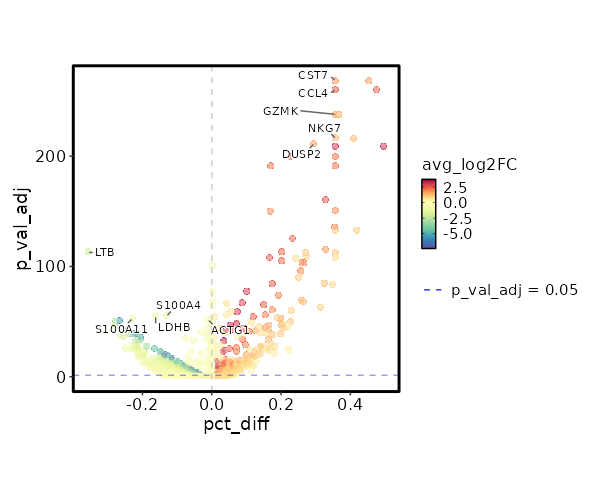 CST7
CCL4
GZMK
NKG7
DUSP2
LTB
S100A4
S100A11
LDHB
ACTG1
p_val_adj
200
100
0
-0.2
0.0
0.2
0.4
pct_diff
avg_log2FC
2.5
0.0
-2.5
-5.0
p_val_adj = 0.05